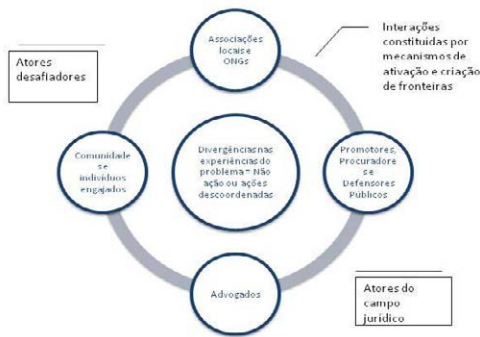 Associações
locais e
ONGs
Interações
constituídas por
mecanismos de
ativação e criação
de fronteiras
Atores
desafiadores
Comunidade
s e
indivíduos
engajados
Divergências nas
experiências do
problema = Não
ação ou ações
descoordenadas
Promotores,
Procuradore
s e
Defensores
Públicos
Advogados
Atores do
campo
jurídico